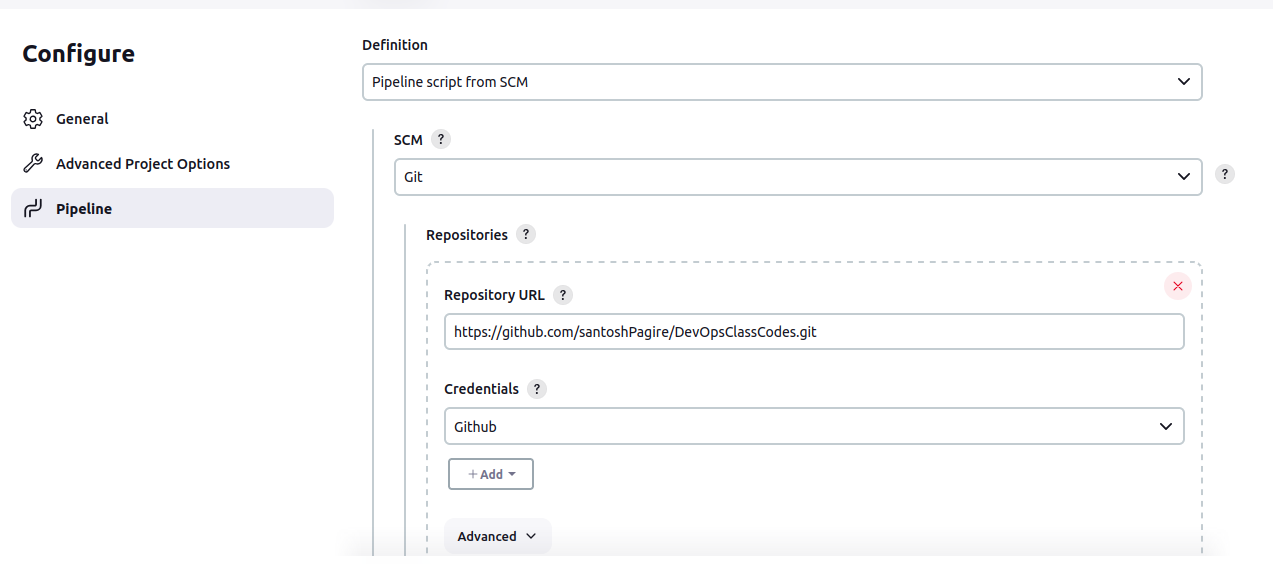 Configure
General
Advanced Project Options
Pipeline
Definition
Pipeline script from SCM
SCM ?
Git
?
Repositories ?
Repository URL ?
https://github.com/santoshPagire/DevOpsClassCodes.git
Credentials ?
Github
+ Add
Advanced